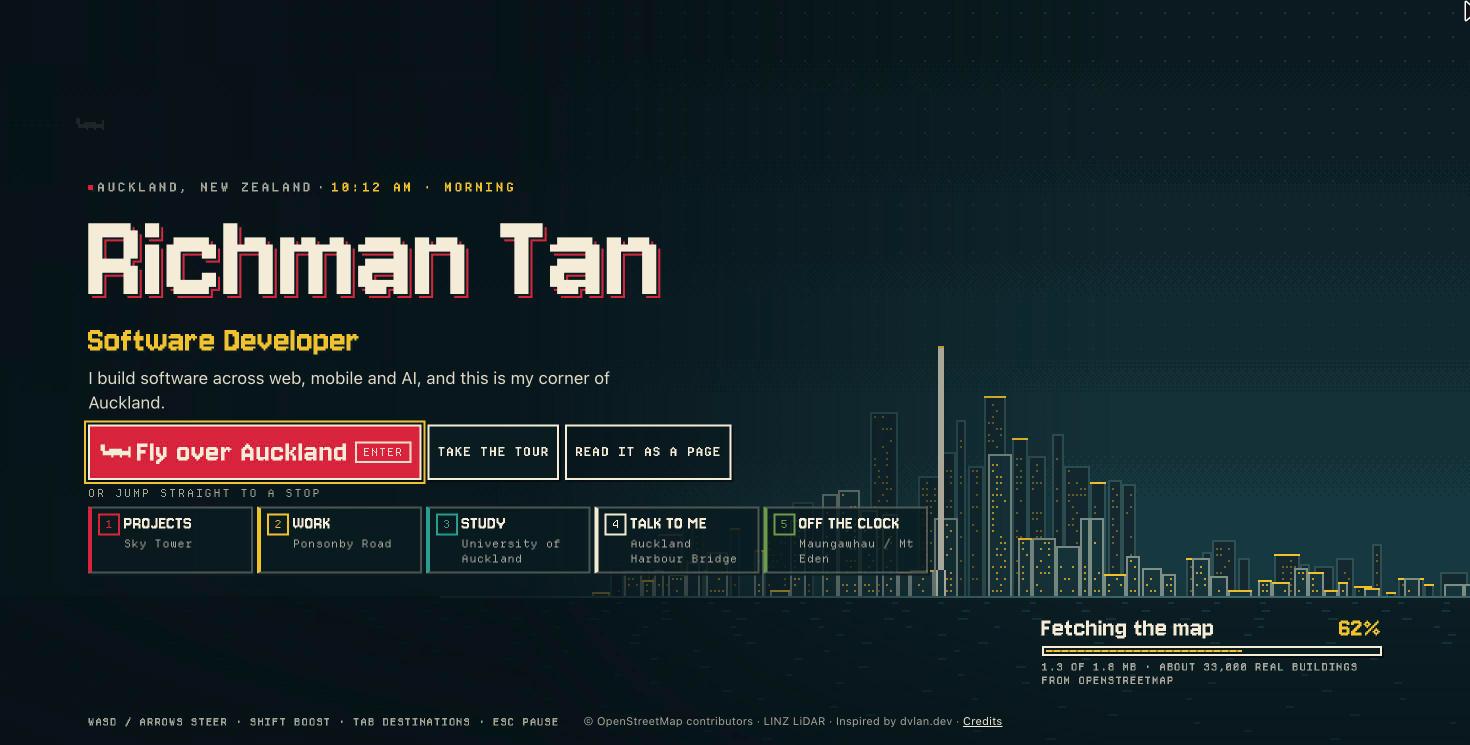 AUCKLAND, NEW ZEALAND · 10:12 AM · MORNING
Richman Tan
Software Developer
I build software across web, mobile and AI, and this is my corner of
Auckland.
Fly over Auckland ENTER
TAKE THE TOUR
READ IT AS A PAGE
OR JUMP STRAIGHT TO A STOP
1 PROJECTS
Sky Tower
2 WORK
Ponsonby Road
3 STUDY
University of
Auckland
4 TALK TO ME
Auckland
Harbour Bridge
5 OFF THE CLOCK
Maungawhau / Mt
Eden
Fetching the map 62%
1.3 OF 1.8 MB · ABOUT 33,000 REAL BUILDINGS
FROM OPENSTREETMAP
WASD / ARROWS STEER · SHIFT BOOST · TAB DESTINATIONS · ESC PAUSE
© OpenStreetMap contributors · LINZ LiDAR · Inspired by dvlan.dev · Credits